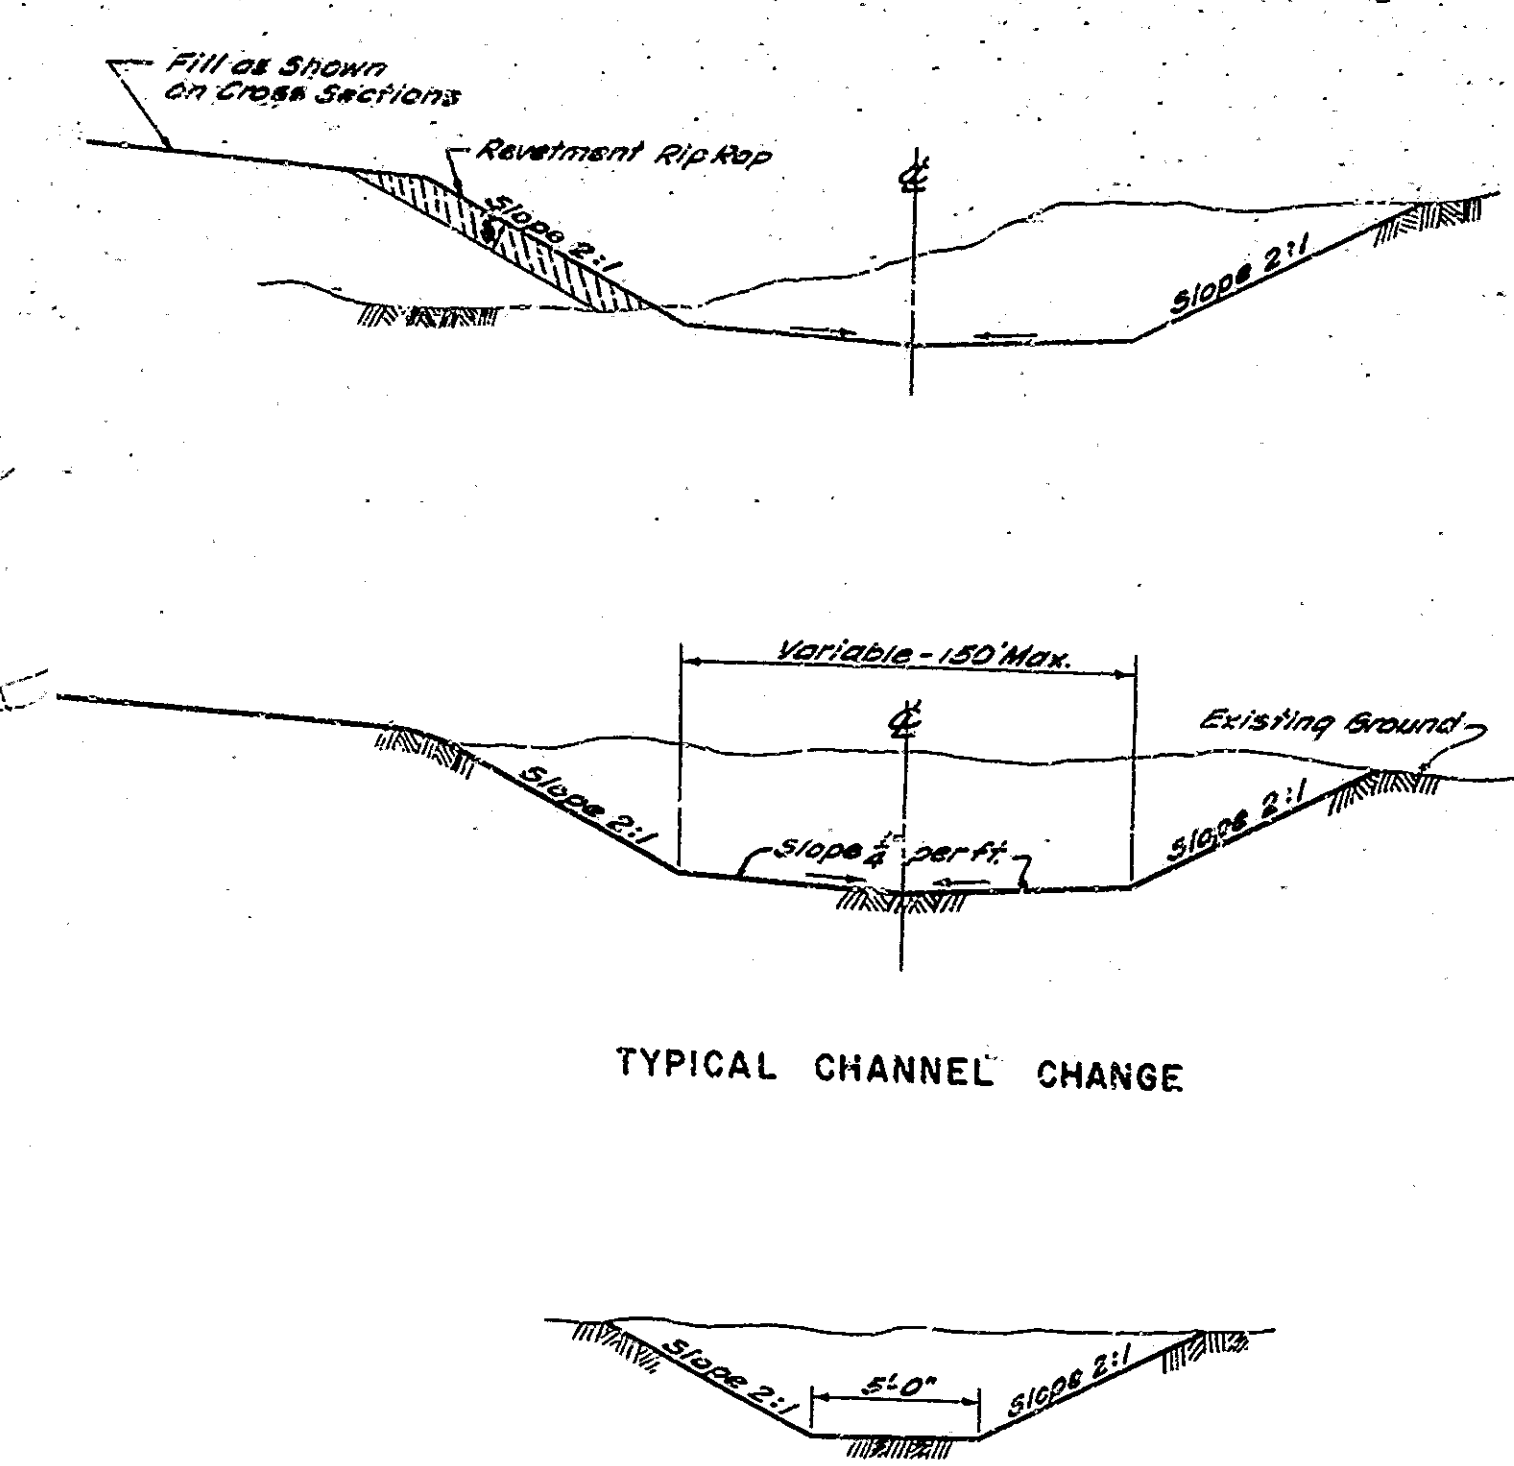 Fill as Shown
on Cross Sections
Revetment Rip Rap
℄
Slope 2:1
Slope 2:1
Variable - 150' Max.
℄
Existing Ground
Slope 2:1
Slope 2:1
Slope 1/4" per ft.
TYPICAL CHANNEL CHANGE
Slope 2:1
5'-0"
Slope 2:1